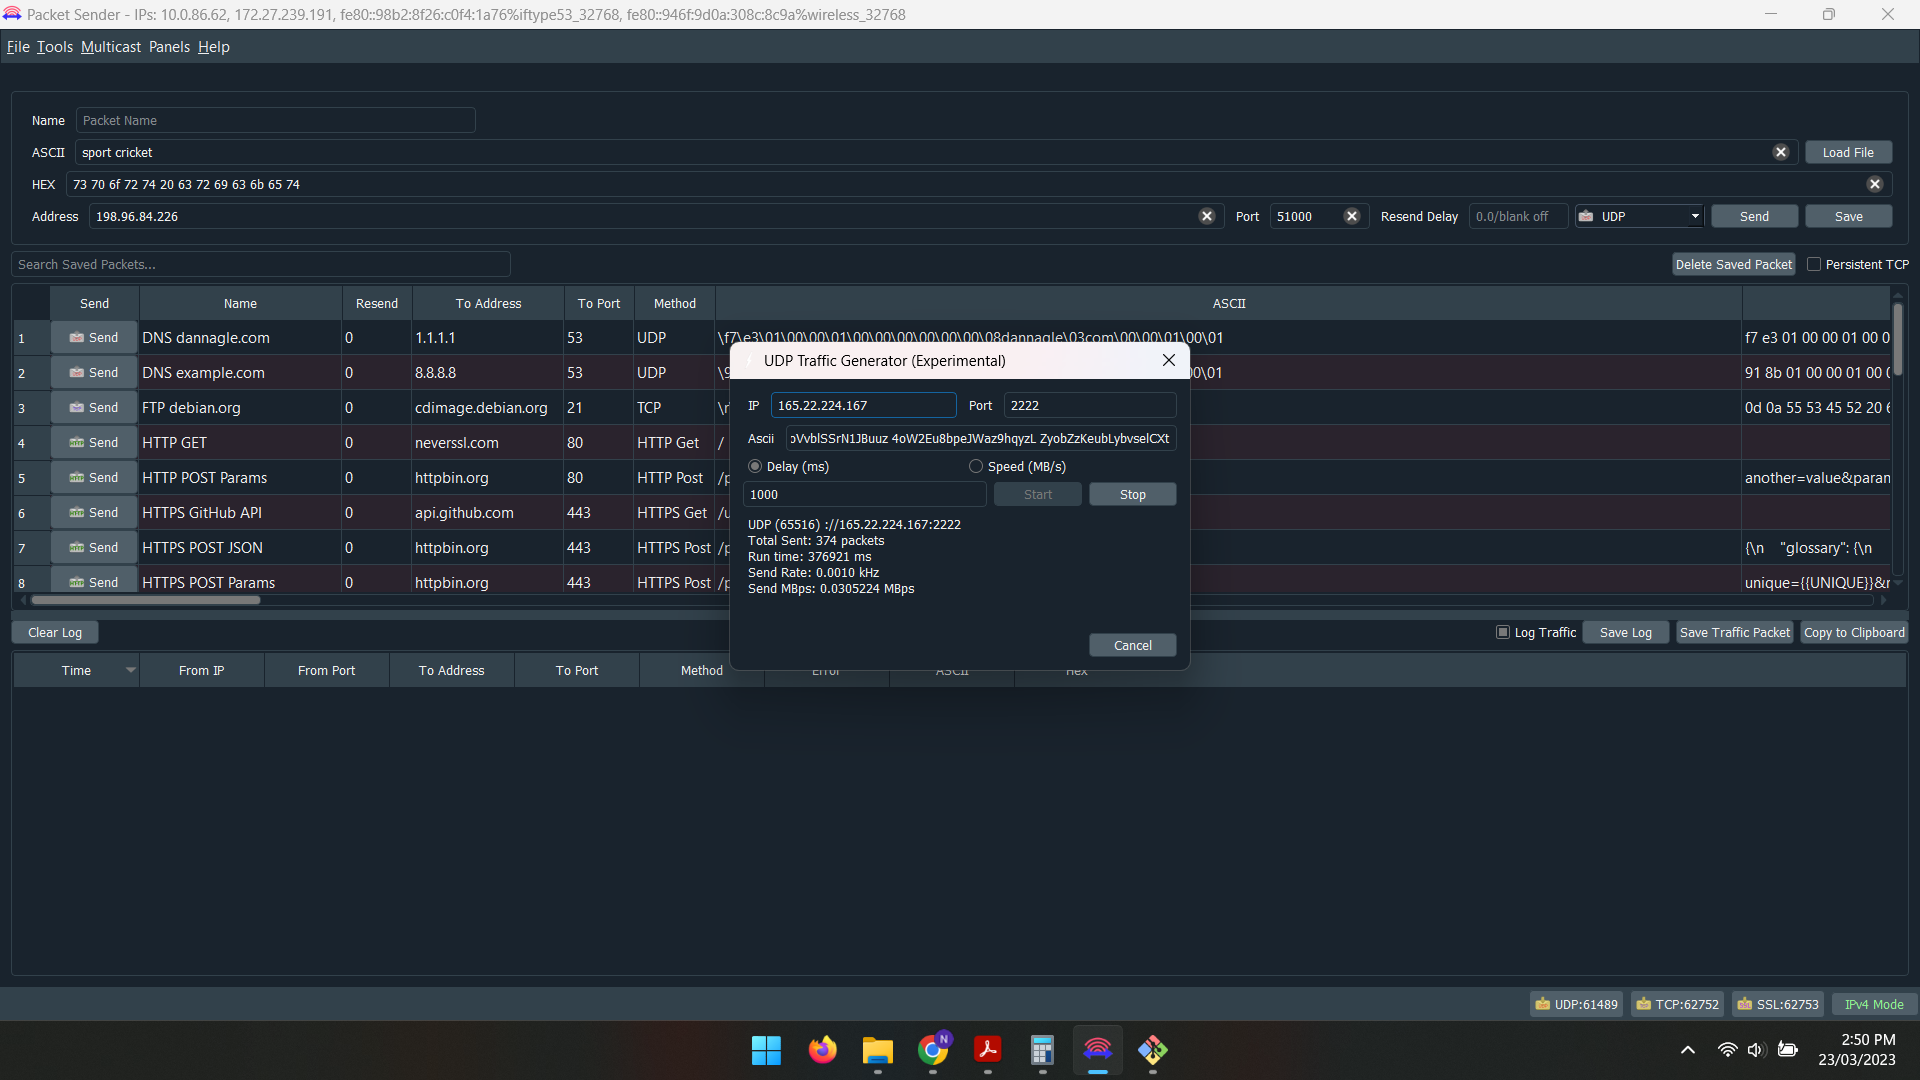 Packet Sender - IPs: 10.0.86.62, 172.27.239.191, fe80::98b2:8f26:c0f4:1a76%iftype53_32768, fe80::946f:9d0a:308c:8c9a%wireless_32768
File Tools Multicast Panels Help
Name Packet Name
ASCII sport cricket Load File
HEX 73 70 6f 72 74 20 63 72 69 63 6b 65 74
Address 198.96.84.226 Port 51000 Resend Delay 0.0/blank off UDP Send Save
Search Saved Packets... Delete Saved Packet Persistent TCP
Send Name Resend To Address To Port Method ASCII
1 Send DNS dannagle.com 0 1.1.1.1 53 UDP \f7\e3\01\00\00\01\00\00\00\00\00\00\08dannagle\03com\00\00\01\00\01 f7 e3 01 00 00 01 00 0
2 Send DNS example.com 0 8.8.8.8 53 UDP 00\01 91 8b 01 00 00 01 00
3 Send FTP debian.org 0 cdimage.debian.org 21 TCP 0d 0a 55 53 45 52 20
4 Send HTTP GET 0 neverssl.com 80 HTTP Get /
5 Send HTTP POST Params 0 httpbin.org 80 HTTP Post /p another=value&param
6 Send HTTPS GitHub API 0 api.github.com 443 HTTPS Get /u
7 Send HTTPS POST JSON 0 httpbin.org 443 HTTPS Post /p {\n "glossary": {\n
8 Send HTTPS POST Params 0 httpbin.org 443 HTTPS Post /p unique={{UNIQUE}}&r
UDP Traffic Generator (Experimental)
IP 165.22.224.167 Port 2222
Ascii oVvblSSrN1JBuuz 4oW2Eu8bpeJWaz9hqyzL ZyobZzKeubLybvselCXt
Delay (ms) Speed (MB/s)
1000 Start Stop
UDP (65516) ://165.22.224.167:2222
Total Sent: 374 packets
Run time: 376921 ms
Send Rate: 0.0010 kHz
Send MBps: 0.0305224 MBps
Cancel
Clear Log Log Traffic Save Log Save Traffic Packet Copy to Clipboard
Time From IP From Port To Address To Port Method Error ASCII Hex
UDP:61489 TCP:62752 SSL:62753 IPv4 Mode
N
2:50 PM
23/03/2023